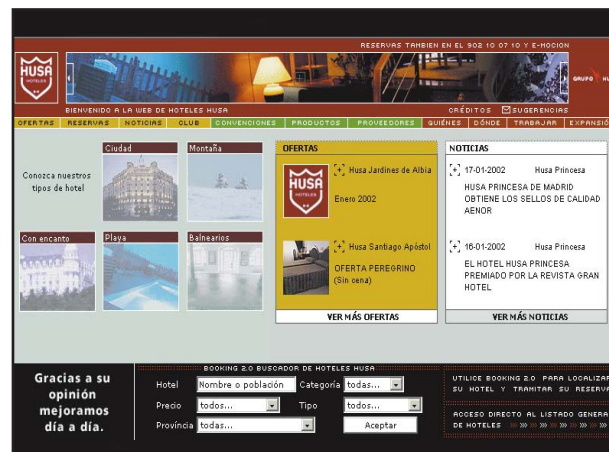 RESERVAS TAMBIEN EN EL 902 10 07 10 Y E-MOCION
HUSA
HOTELES
GRUPO HU
BIENVENIDO A LA WEB DE HOTELES HUSA
CRÉDITOS SUGERENCIAS
OFERTAS RESERVAS NOTICIAS CLUB CONVENCIONES PRODUCTOS PROVEEDORES QUIÉNES DÓNDE TRABAJAR EXPANSIÓ
Conozca nuestros
tipos de hotel
Ciudad
Montaña
Con encanto
Playa
Balnearios
OFERTAS
HUSA
HOTELES
[+] Husa Jardines de Albia
Enero 2002
[+] Husa Santiago Apóstol
OFERTA PEREGRINO
(Sin cena)
VER MÁS OFERTAS
NOTICIAS
[+] 17-01-2002 Husa Princesa
HUSA PRINCESA DE MADRID
OBTIENE LOS SELLOS DE CALIDAD
AENOR
[+] 16-01-2002 Husa Princesa
EL HOTEL HUSA PRINCESA
PREMIADO POR LA REVISTA GRAN
HOTEL
VER MÁS NOTICIAS
Gracias a su
opinión
mejoramos
día a día.
BOOKING 2.0 BUSCADOR DE HOTELES HUSA
Hotel Nombre o población Categoría todas...
Precio todos... Tipo todos...
Província todas... Aceptar
UTILICE BOOKING 2.0 PARA LOCALIZAR
SU HOTEL Y TRAMITAR SU RESERVA
ACCESO DIRECTO AL LISTADO GENERA
DE HOTELES »» »» »» »» »» »» »» »»